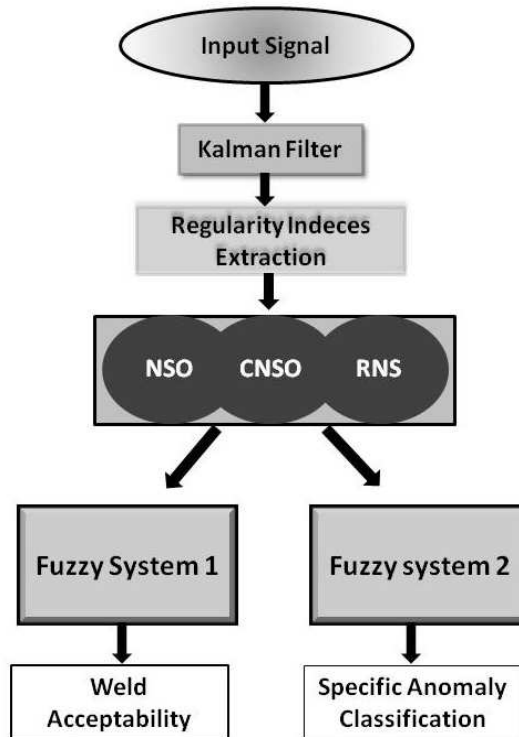 Input Signal
Kalman Filter
Regularity Indeces
Extraction
NSO CNSO RNS
Fuzzy System 1
Fuzzy system 2
Weld
Acceptability
Specific Anomaly
Classification